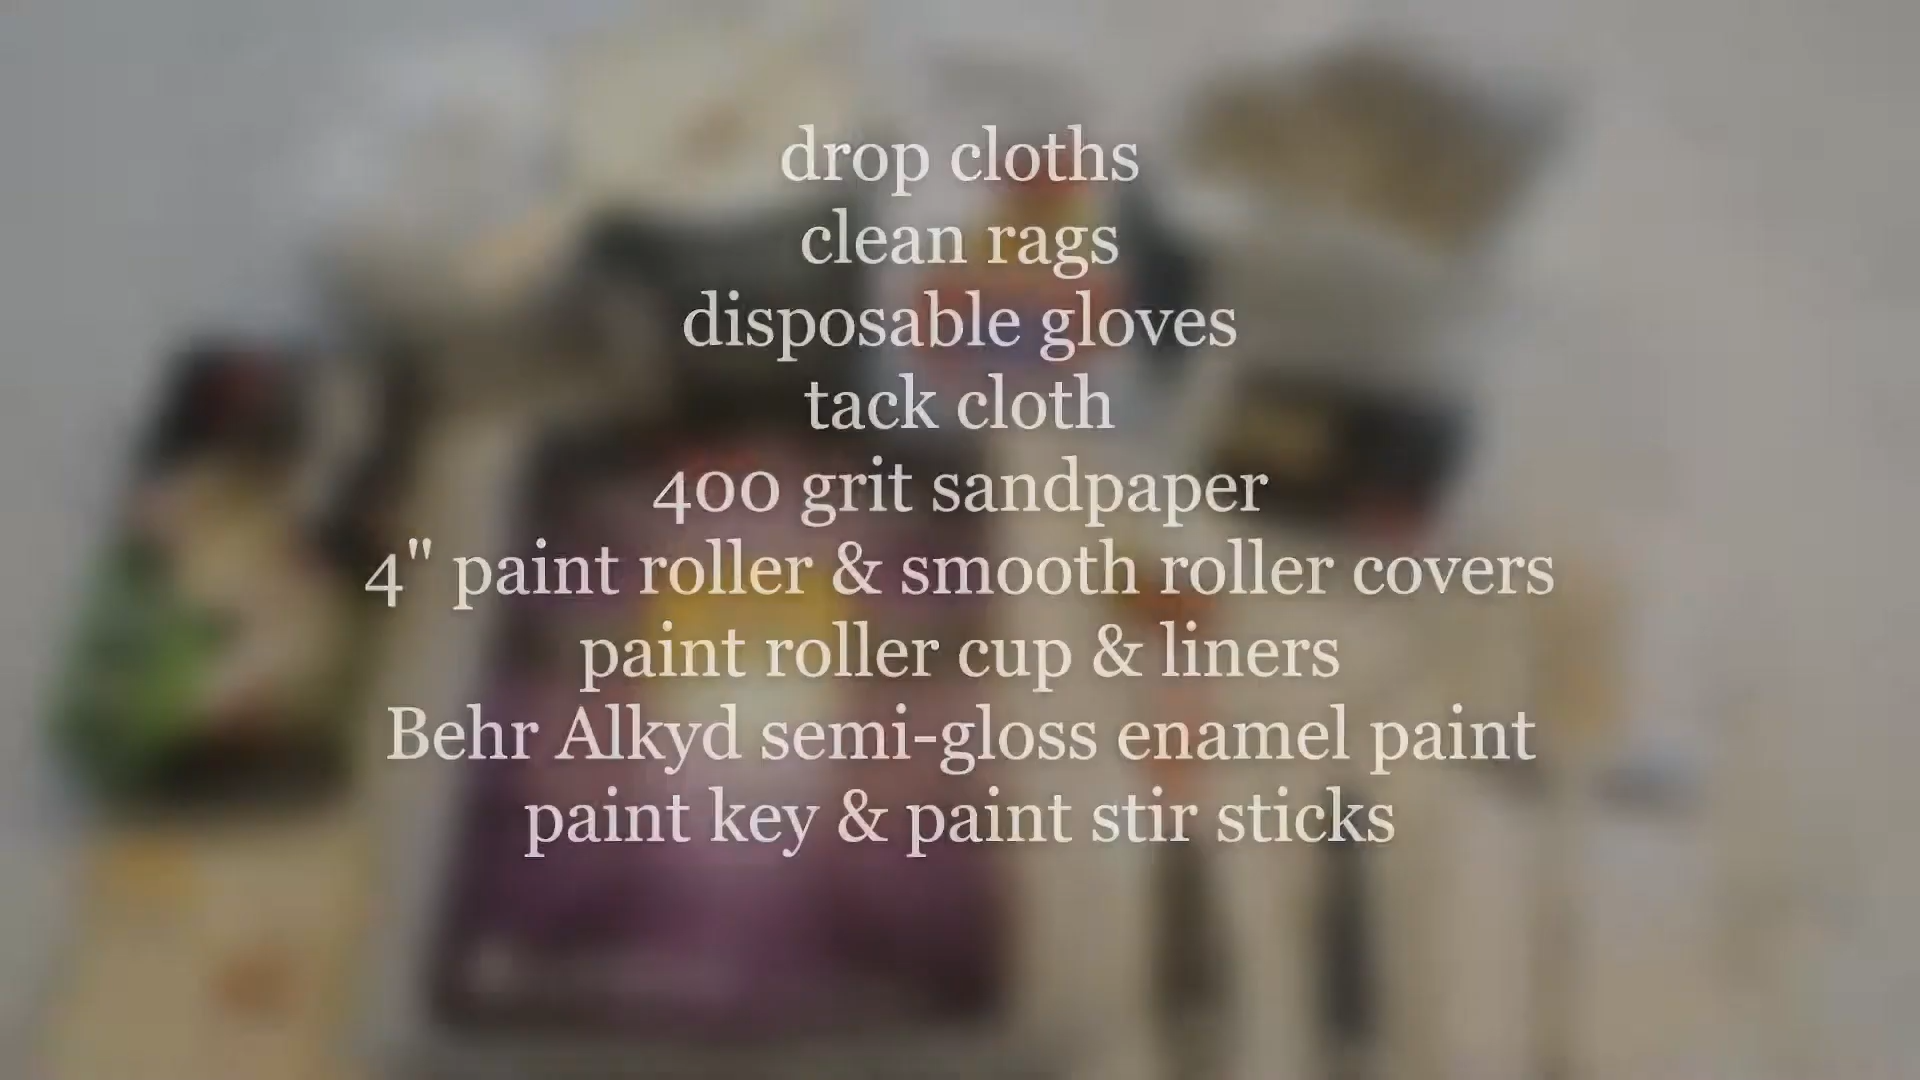 drop cloths
clean rags
disposable gloves
tack cloth
400 grit sandpaper
4" paint roller & smooth roller covers
paint roller cup & liners
Behr Alkyd semi-gloss enamel paint
paint key & paint stir sticks